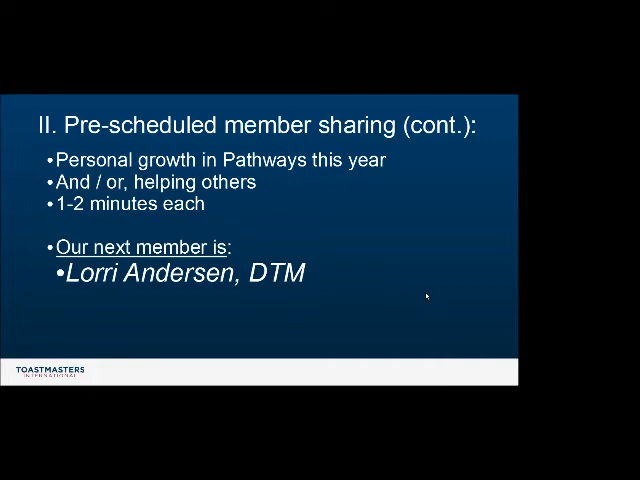 II. Pre-scheduled member sharing (cont.):
•Personal growth in Pathways this year
•And / or, helping others
•1-2 minutes each
•Our next member is:
•Lorri Andersen, DTM
TOASTMASTERS
INTERNATIONAL